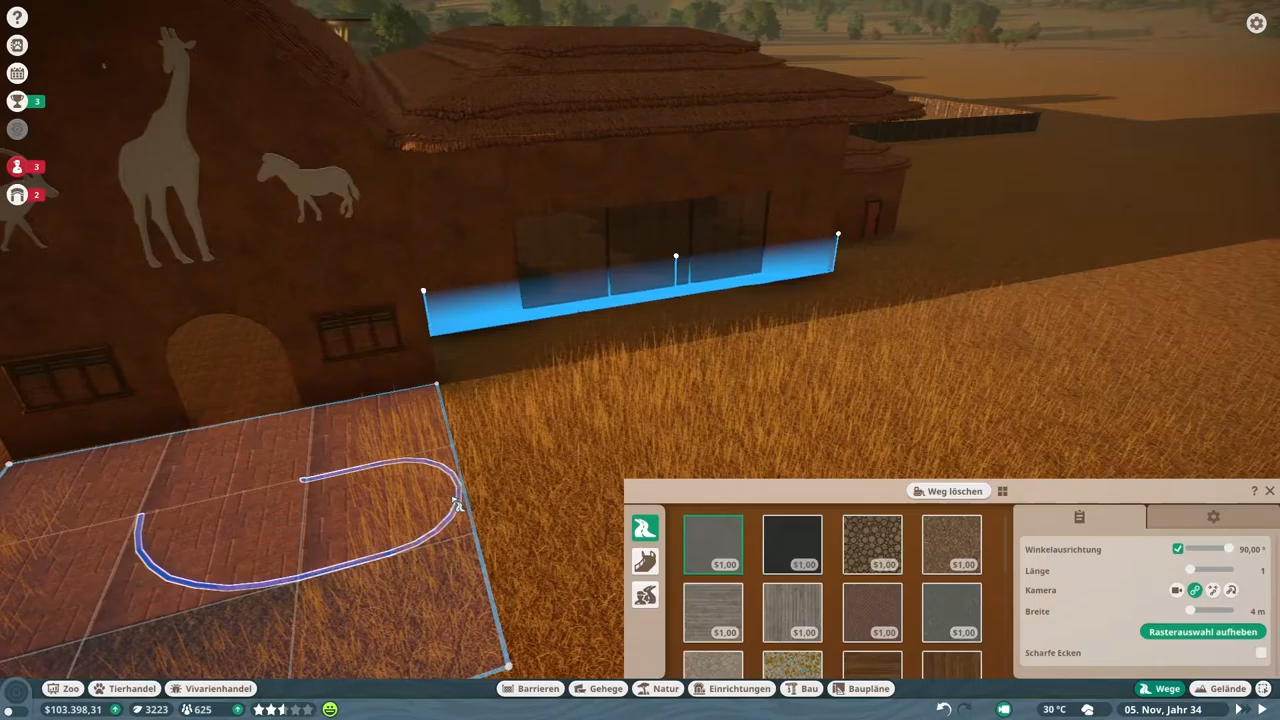 ?
3
3
2
Weg löschen
?
$1,00
$1,00
$1,00
$1,00
$1,00
$1,00
$1,00
$1,00
Winkelausrichtung
90,00 °
Länge
1
Kamera
Breite
4 m
Rasterauswahl aufheben
Scharfe Ecken
Zoo
Tierhandel
Vivarienhandel
Barrieren
Gehege
Natur
Einrichtungen
Bau
Baupläne
Wege
Gelände
$103.398,31
3223
625
30 °C
05. Nov, Jahr 34